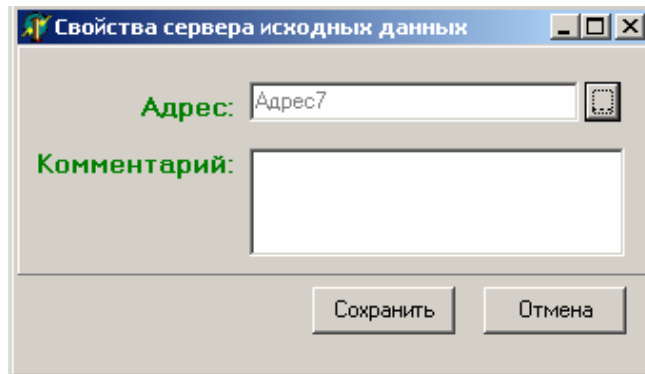 Свойства сервера исходных данных
Адрес: Адрес7
Комментарий:
Сохранить Отмена